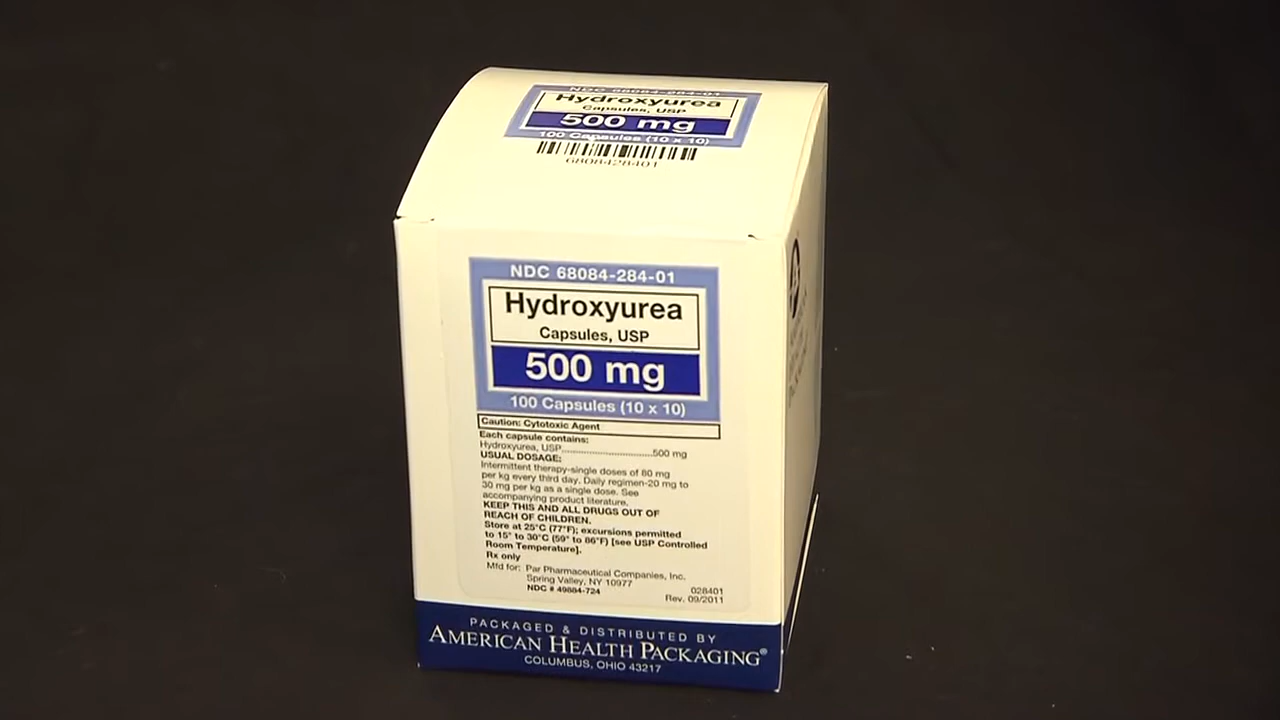 NDC 68084-284-01
Hydroxyurea
Capsules, USP
500 mg
100 Capsules (10 x 10)
6808428401
NDC 68084-284-01
Hydroxyurea
Capsules, USP
500 mg
100 Capsules (10 x 10)
Caution: Cytotoxic Agent
Each capsule contains:
Hydroxyurea, USP..............................500 mg
USUAL DOSAGE:
Intermittent therapy-single doses of 80 mg
per kg every third day. Daily regimen-20 mg to
30 mg per kg as a single dose. See
accompanying product literature.
KEEP THIS AND ALL DRUGS OUT OF
REACH OF CHILDREN.
Store at 25°C (77°F); excursions permitted
to 15° to 30°C (59° to 86°F) [see USP Controlled
Room Temperature].
Rx only
Mfd for: Par Pharmaceutical Companies, Inc.
Spring Valley, NY 10977
NDC # 49884-724
028401
Rev. 09/2011
PACKAGED & DISTRIBUTED BY
AMERICAN HEALTH PACKAGING®
COLUMBUS, OHIO 43217